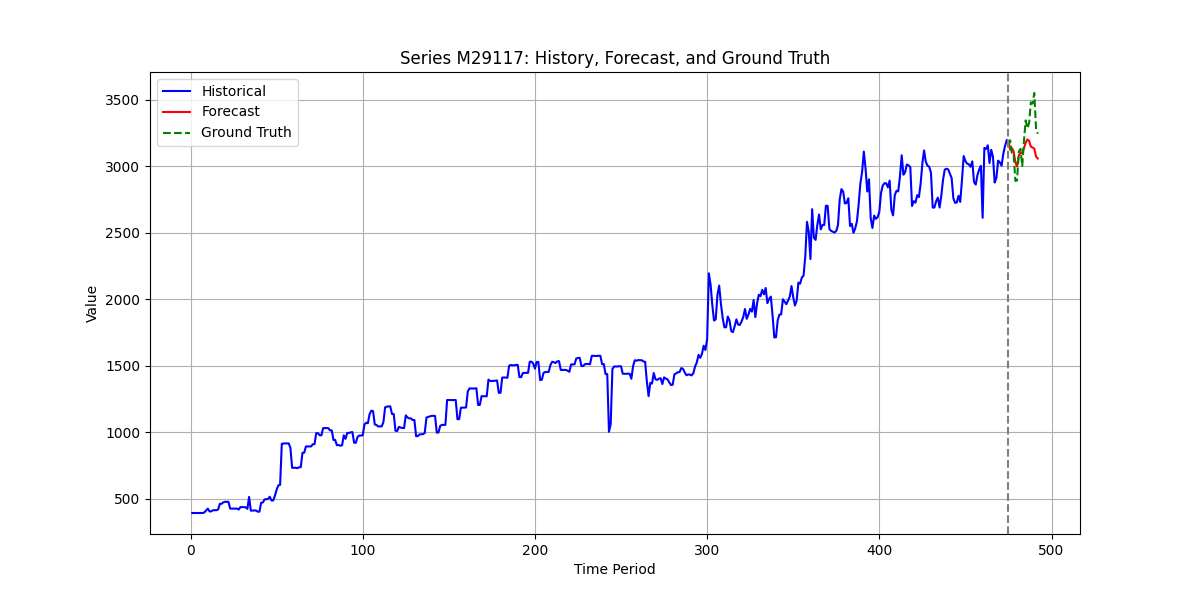 Series M29117: History, Forecast, and Ground Truth
Historical
Forecast
Ground Truth
3500
3000
2500
2000
1500
1000
500
Value
0
100
200
300
400
500
Time Period